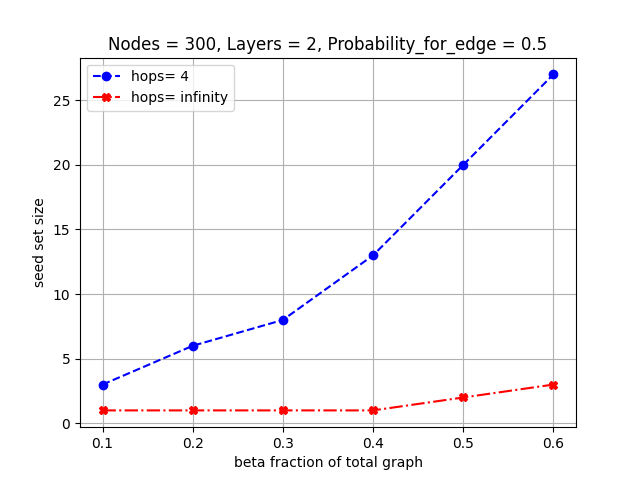 Nodes = 300, Layers = 2, Probability_for_edge = 0.5
hops= 4
hops= infinity
25
20
15
10
5
0
seed set size
0.1 0.2 0.3 0.4 0.5 0.6
beta fraction of total graph